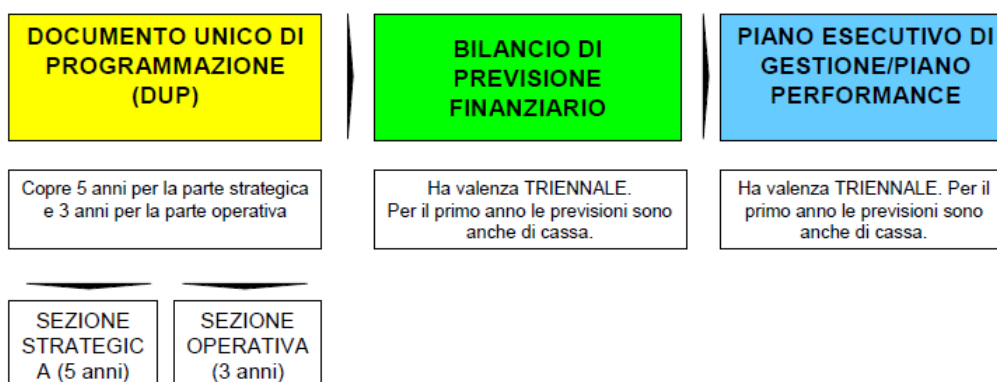 DOCUMENTO UNICO DI
PROGRAMMAZIONE
(DUP)
BILANCIO DI
PREVISIONE
FINANZIARIO
PIANO ESECUTIVO DI
GESTIONE/PIANO
PERFORMANCE
Copre 5 anni per la parte strategica
e 3 anni per la parte operativa
Ha valenza TRIENNALE.
Per il primo anno le previsioni sono
anche di cassa.
Ha valenza TRIENNALE. Per il
primo anno le previsioni sono
anche di cassa.
SEZIONE
STRATEGIC
A (5 anni)
SEZIONE
OPERATIVA
(3 anni)